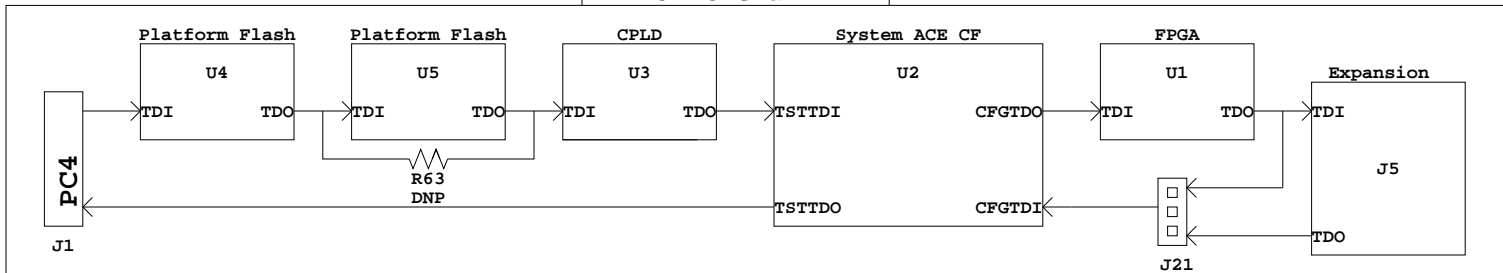 Platform Flash
Platform Flash
CPLD
System ACE CF
FPGA
U4
U5
U3
U2
U1
Expansion
TDI
TDO
TDI
TDO
TDI
TDO
TSTTDI
CFGTDO
TDI
TDO
TDI
PC4
R63
DNP
J5
TSTTDO
CFGTDI
TDO
J1
J21